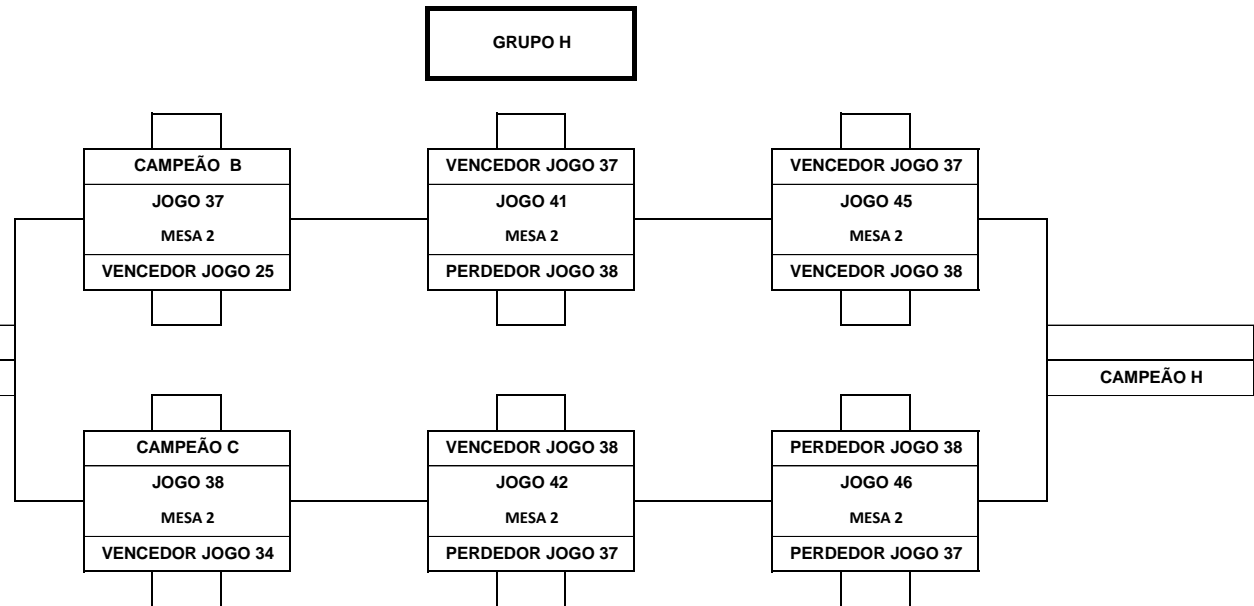 GRUPO H
CAMPEÃO B
JOGO 37
MESA 2
VENCEDOR JOGO 25
VENCEDOR JOGO 37
JOGO 41
MESA 2
PERDEDOR JOGO 38
VENCEDOR JOGO 37
JOGO 45
MESA 2
VENCEDOR JOGO 38
CAMPEÃO H
CAMPEÃO C
JOGO 38
MESA 2
VENCEDOR JOGO 34
VENCEDOR JOGO 38
JOGO 42
MESA 2
PERDEDOR JOGO 37
PERDEDOR JOGO 38
JOGO 46
MESA 2
PERDEDOR JOGO 37